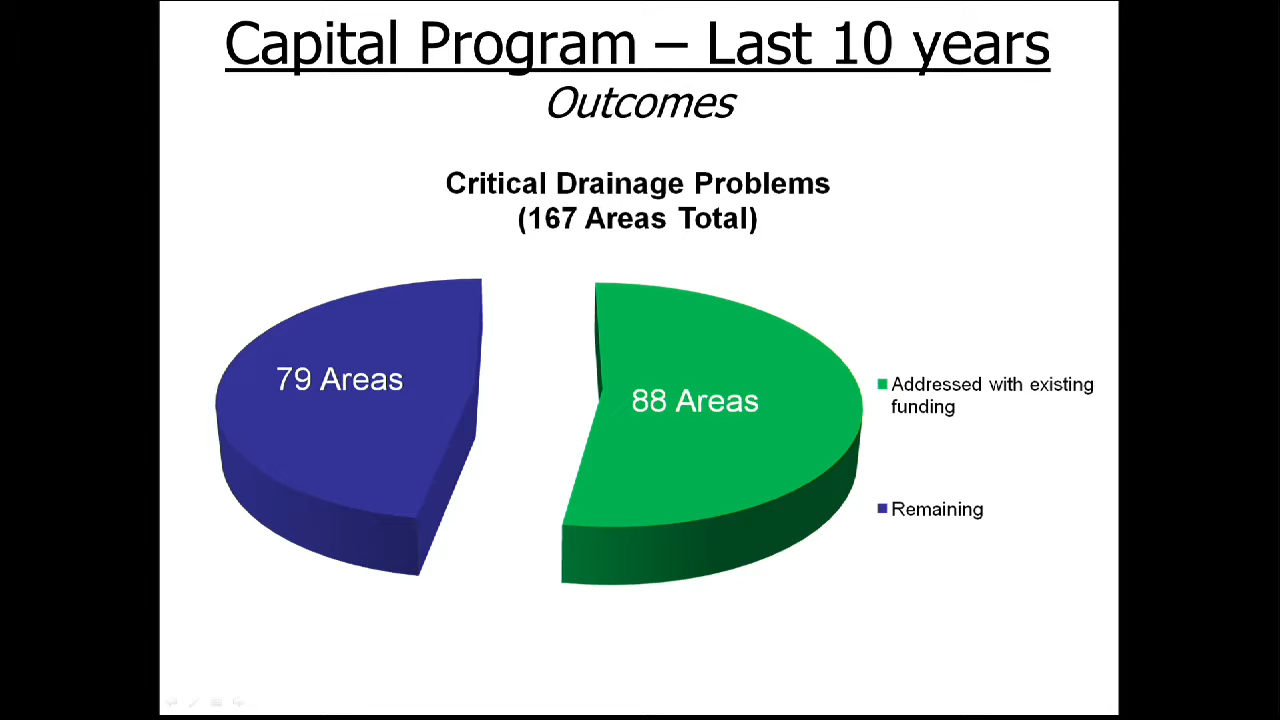 Capital Program – Last 10 years
Outcomes
Critical Drainage Problems
(167 Areas Total)
79 Areas
88 Areas
Addressed with existing
funding
Remaining